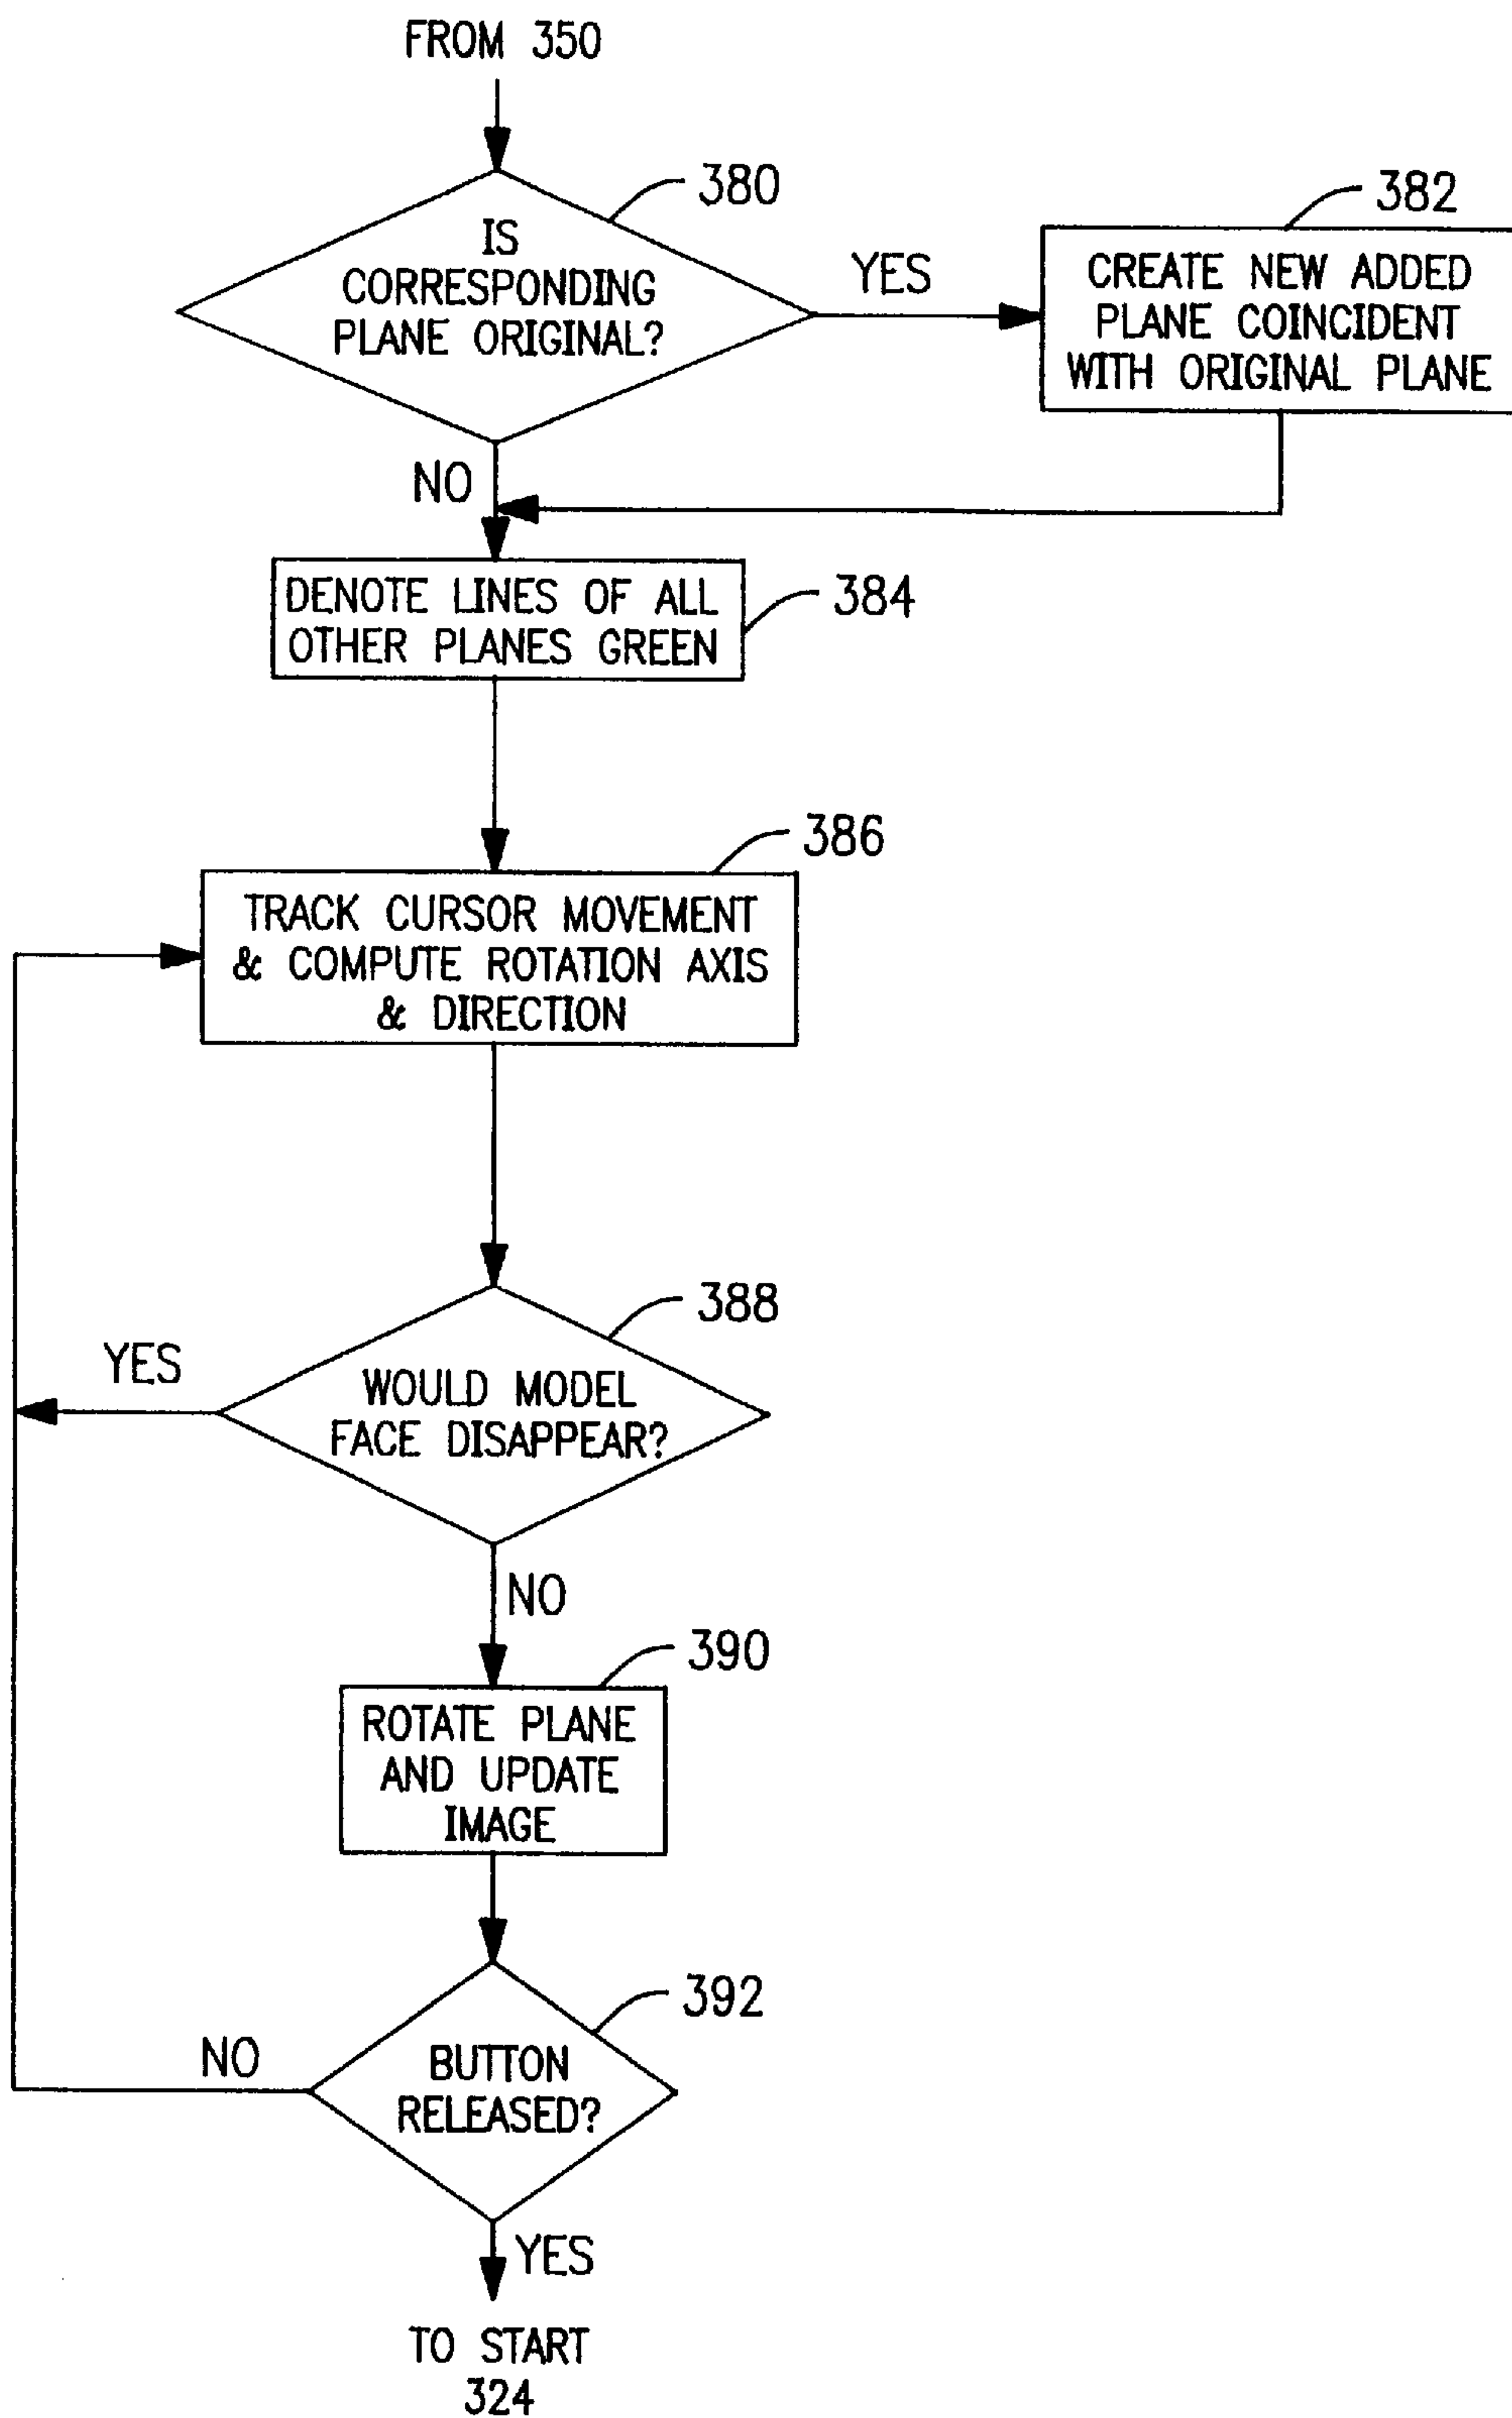 FROM 350
380
IS
CORRESPONDING
PLANE ORIGINAL?
YES
382
CREATE NEW ADDED
PLANE COINCIDENT
WITH ORIGINAL PLANE
NO
DENOTE LINES OF ALL
OTHER PLANES GREEN
384
386
TRACK CURSOR MOVEMENT
& COMPUTE ROTATION AXIS
& DIRECTION
388
YES
WOULD MODEL
FACE DISAPPEAR?
NO
390
ROTATE PLANE
AND UPDATE
IMAGE
392
NO
BUTTON
RELEASED?
YES
TO START
324